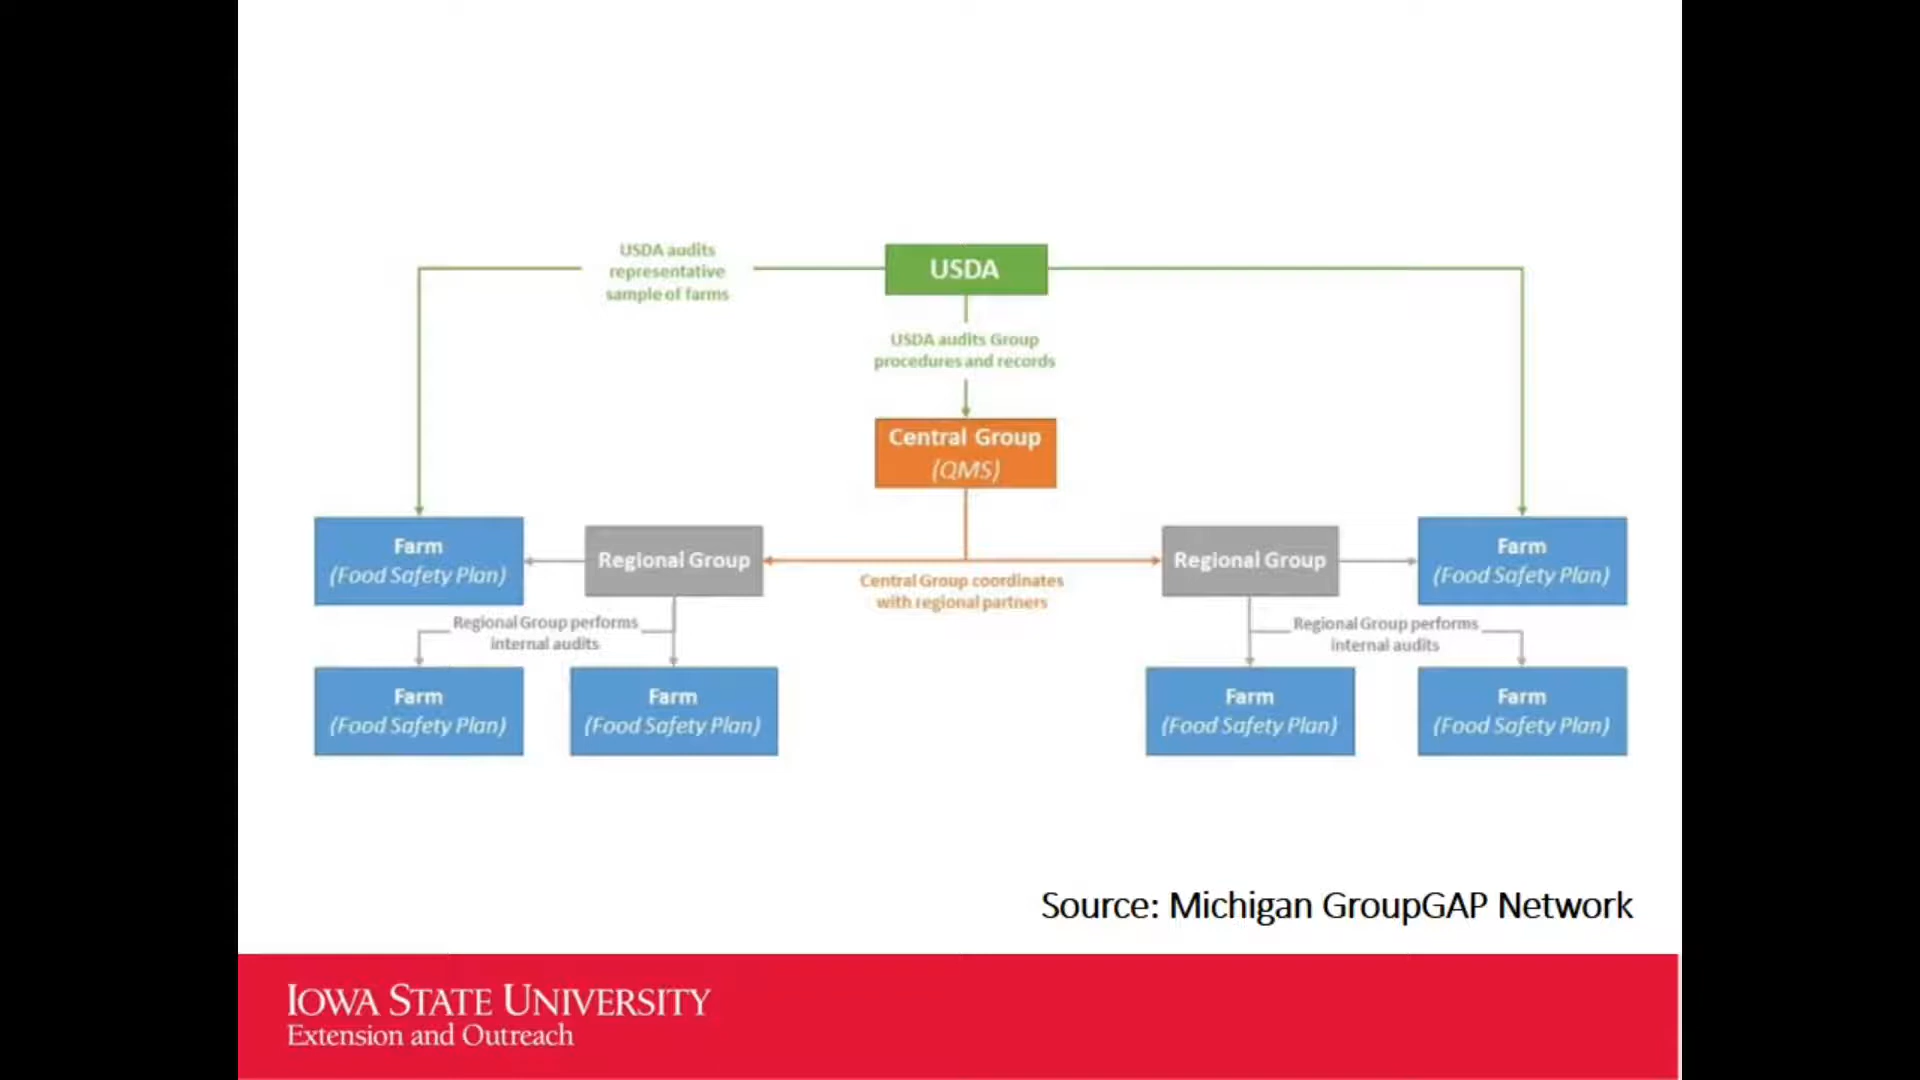 USDA audits
representative
sample of farms
USDA
USDA audits Group
procedures and records
Central Group
(QMS)
Farm
(Food Safety Plan)
Regional Group
Central Group coordinates
with regional partners
Regional Group
Farm
(Food Safety Plan)
Regional Group performs
internal audits
Regional Group performs
internal audits
Farm
(Food Safety Plan)
Farm
(Food Safety Plan)
Farm
(Food Safety Plan)
Farm
(Food Safety Plan)
Source: Michigan GroupGAP Network
IOWA STATE UNIVERSITY
Extension and Outreach